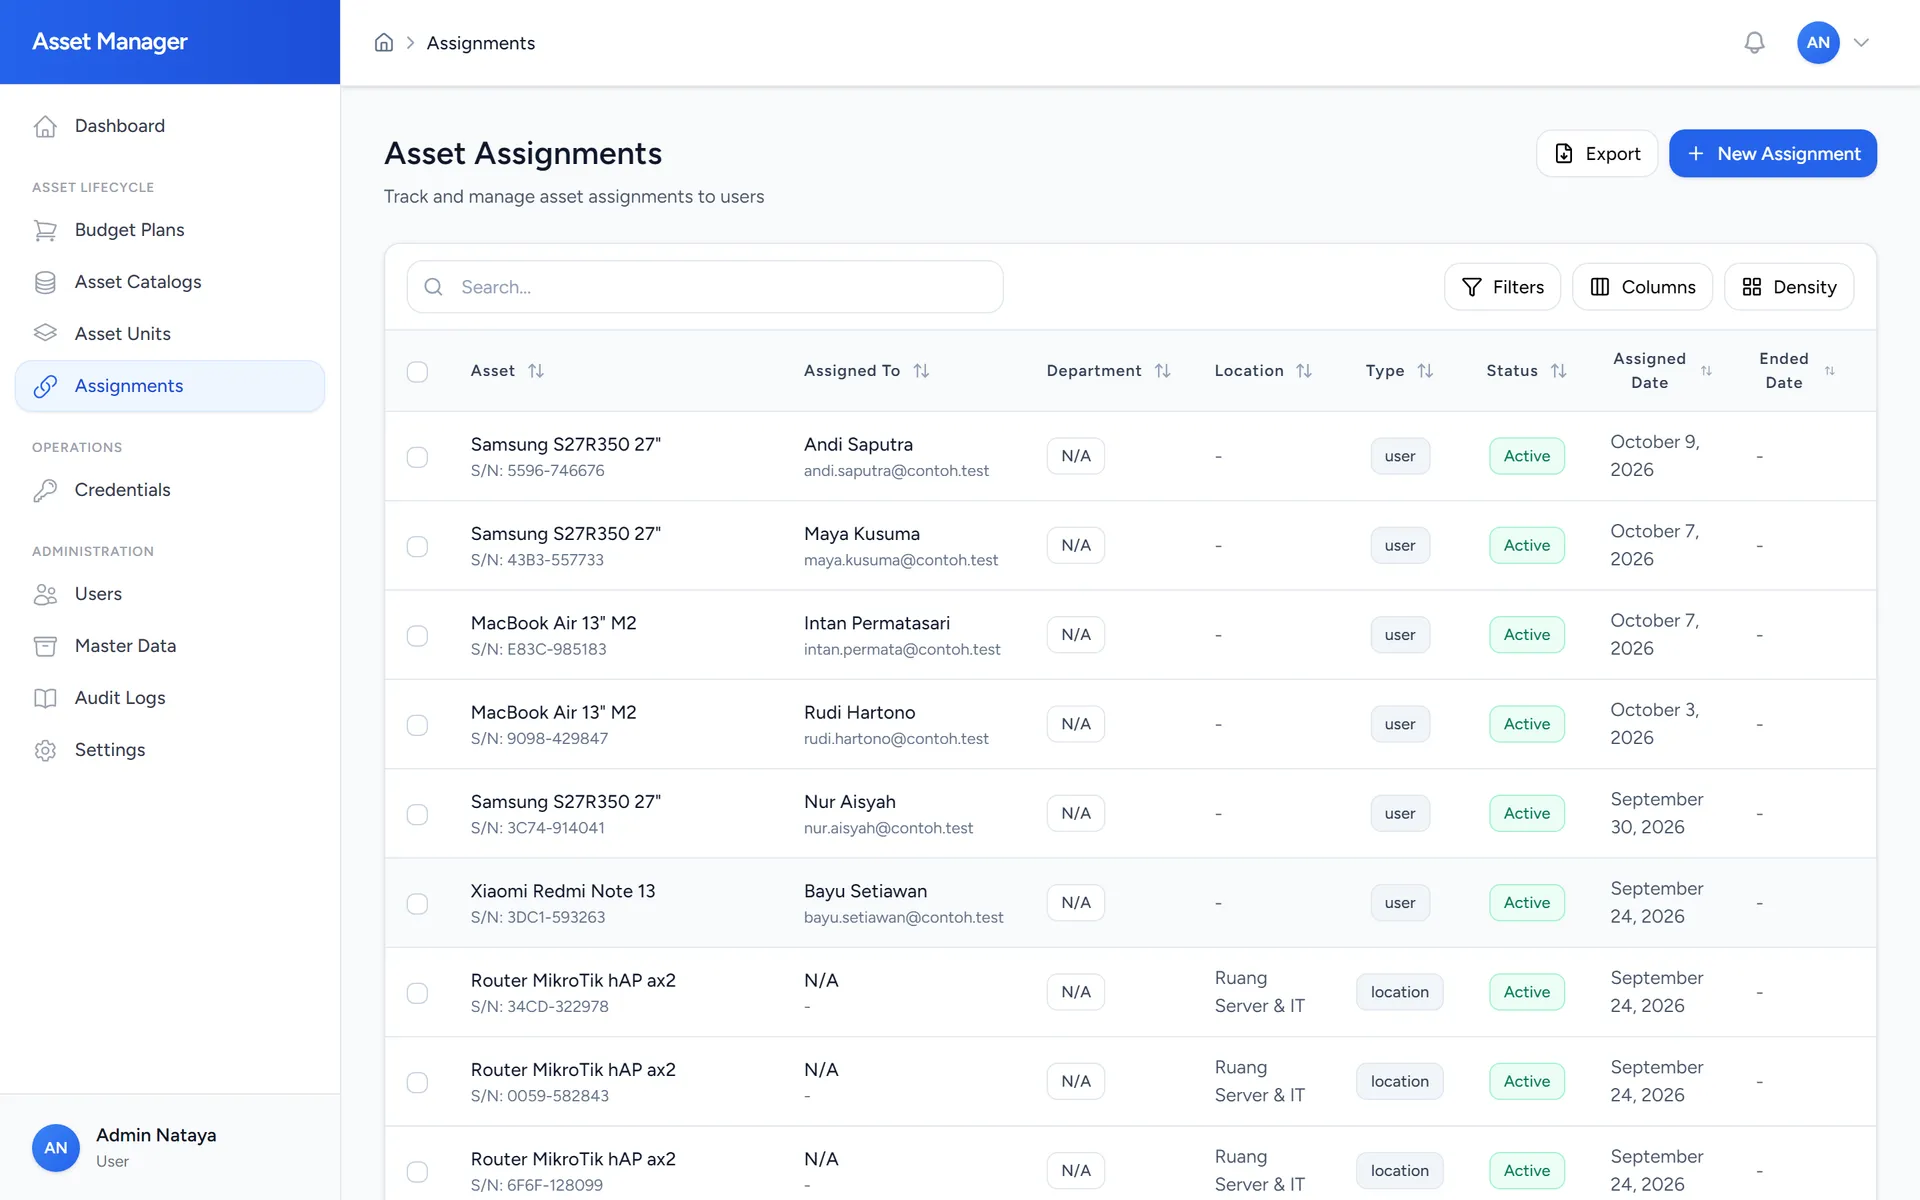 Asset Manager
Assignments
AN
Dashboard
ASSET LIFECYCLE
Budget Plans
Asset Catalogs
Asset Units
Assignments
OPERATIONS
Credentials
ADMINISTRATION
Users
Master Data
Audit Logs
Settings
AN
Admin Nataya
User
Asset Assignments
Track and manage asset assignments to users
Export
+ New Assignment
Search...
Filters
Columns
Density
Asset
Assigned To
Department
Location
Type
Status
Assigned
Date
Ended
Date
Samsung S27R350 27"
S/N: 5596-746676
Andi Saputra
andi.saputra@contoh.test
N/A
-
user
Active
October 9,
2026
-
Samsung S27R350 27"
S/N: 43B3-557733
Maya Kusuma
maya.kusuma@contoh.test
N/A
-
user
Active
October 7,
2026
-
MacBook Air 13" M2
S/N: E83C-985183
Intan Permatasari
intan.permata@contoh.test
N/A
-
user
Active
October 7,
2026
-
MacBook Air 13" M2
S/N: 9098-429847
Rudi Hartono
rudi.hartono@contoh.test
N/A
-
user
Active
October 3,
2026
-
Samsung S27R350 27"
S/N: 3C74-914041
Nur Aisyah
nur.aisyah@contoh.test
N/A
-
user
Active
September
30, 2026
-
Xiaomi Redmi Note 13
S/N: 3DC1-593263
Bayu Setiawan
bayu.setiawan@contoh.test
N/A
-
user
Active
September
24, 2026
-
Router MikroTik hAP ax2
S/N: 34CD-322978
N/A
-
N/A
Ruang
Server & IT
location
Active
September
24, 2026
-
Router MikroTik hAP ax2
S/N: 0059-582843
N/A
-
N/A
Ruang
Server & IT
location
Active
September
24, 2026
-
Router MikroTik hAP ax2
S/N: 6F6F-128099
N/A
-
N/A
Ruang
Server & IT
location
Active
September
24, 2026
-